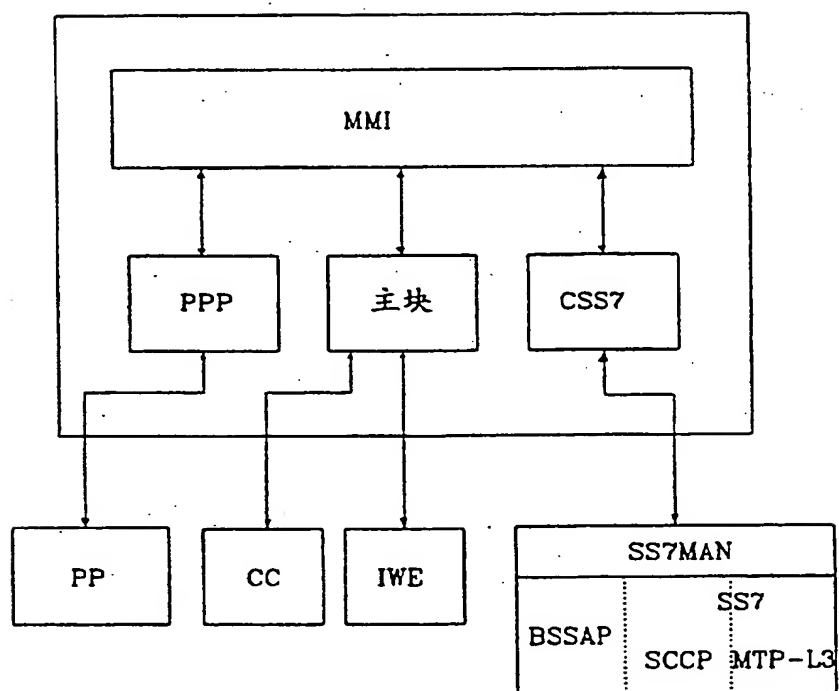 MMI
PPP
主块
CSS7
PP
CC
IWE
SS7MAN
SS7
BSSAP
SCCP
MTP-L3